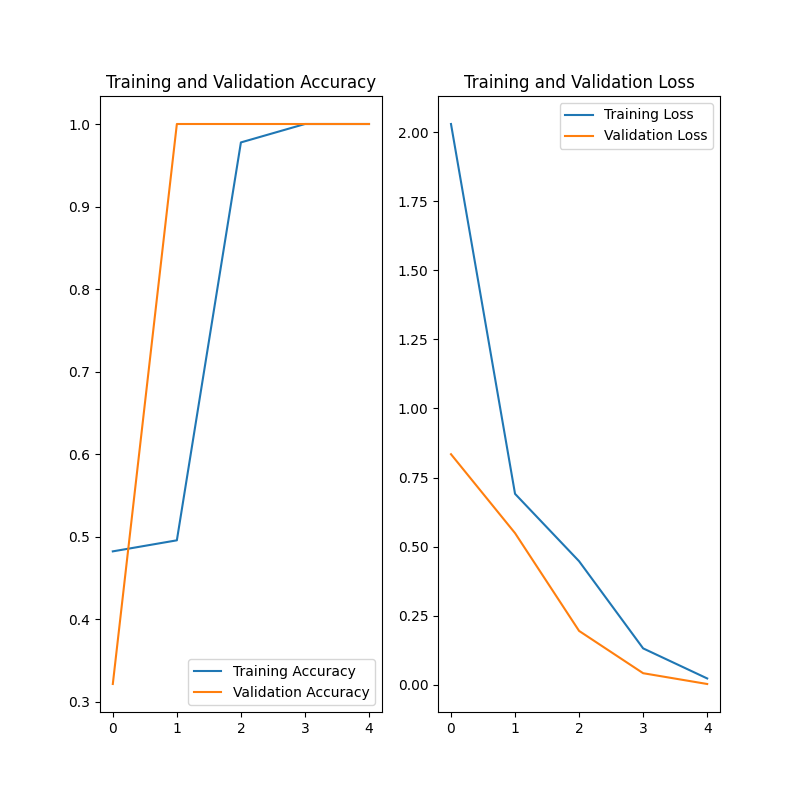 Training and Validation Accuracy
1.0
0.9
0.8
0.7
0.6
0.5
0.4
0.3
0 1 2 3 4
Training Accuracy
Validation Accuracy
Training and Validation Loss
2.00
1.75
1.50
1.25
1.00
0.75
0.50
0.25
0.00
0 1 2 3 4
Training Loss
Validation Loss